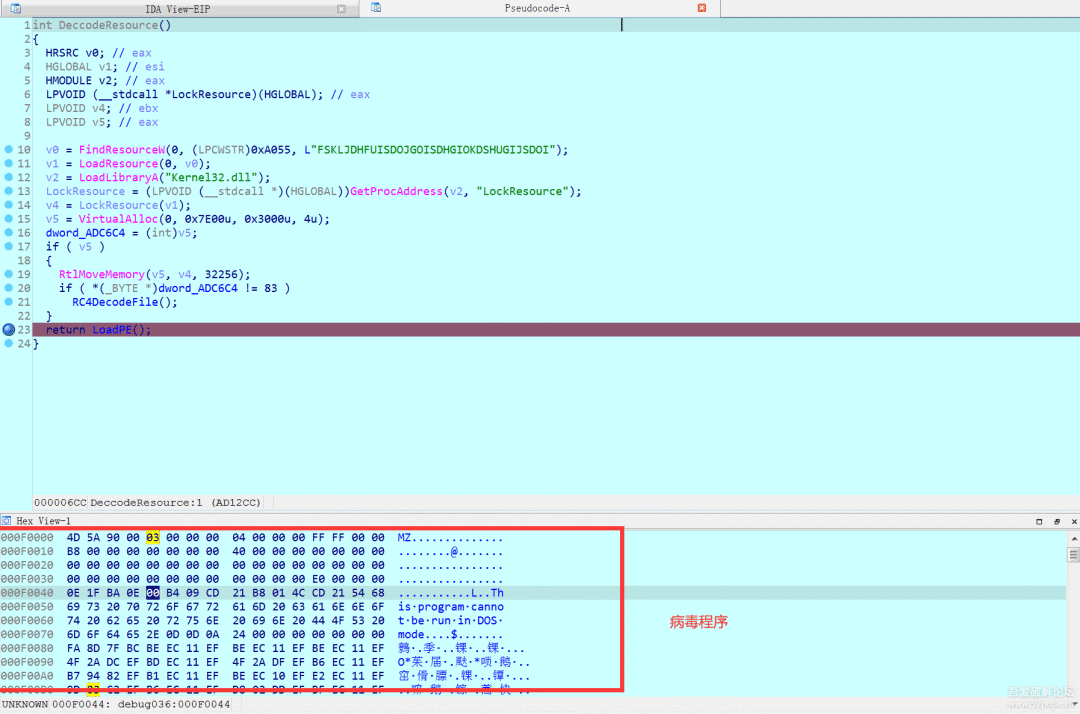 IDA View-EIP
Pseudocode-A
1 int DeccodeResource()
2 {
3 HRSRC v0; // eax
4 HGLOBAL v1; // esi
5 HMODULE v2; // eax
6 LPVOID (__stdcall *LockResource)(HGLOBAL); // eax
7 LPVOID v4; // ebx
8 LPVOID v5; // eax
9
10 v0 = FindResourceW(0, (LPCWSTR)0xA055, L"FSKLJDHFUISDOJGOISDHGIOKDSHUGIJSDOI");
11 v1 = LoadResource(0, v0);
12 v2 = LoadLibraryA("Kernel32.dll");
13 LockResource = (LPVOID (__stdcall *)(HGLOBAL))GetProcAddress(v2, "LockResource");
14 v4 = LockResource(v1);
15 v5 = VirtualAlloc(0, 0x7E00u, 0x3000u, 4u);
16 dword_ADC6C4 = (int)v5;
17 if ( v5 )
18 {
19 RtlMoveMemory(v5, v4, 32256);
20 if ( *(_BYTE *)dword_ADC6C4 != 83 )
21 RC4DecodeFile();
22 }
23 return LoadPE();
24 }
000006CC DeccodeResource:1 (AD12CC)
Hex View-1
000F0000 4D 5A 90 00 03 00 00 00 04 00 00 00 FF FF 00 00 MZ..............
000F0010 B8 00 00 00 00 00 00 00 40 00 00 00 00 00 00 00 ........@.......
000F0020 00 00 00 00 00 00 00 00 00 00 00 00 00 00 00 00 ................
000F0030 00 00 00 00 00 00 00 00 00 00 00 00 E0 00 00 00 ................
000F0040 0E 1F BA 0E 00 B4 09 CD 21 B8 01 4C CD 21 54 68 ...........L..Th
000F0050 69 73 20 70 72 6F 67 72 61 6D 20 63 61 6E 6E 6F is·program·canno
000F0060 74 20 62 65 20 72 75 6E 20 69 6E 20 44 4F 53 20 t·be·run·in·DOS·
000F0070 6D 6F 64 65 2E 0D 0D 0A 24 00 00 00 00 00 00 00 mode....$.......
000F0080 FA 8D 7F BC BE EC 11 EF BE EC 11 EF BE EC 11 EF
000F0090 4F 2A DC EF BD EC 11 EF 4F 2A DF EF B6 EC 11 EF
000F00A0 B7 94 82 EF B1 EC 11 EF BE EC 10 EF E2 EC 11 EF
病毒程序
UNKNOWN 000F0044: debug036:000F0044
吾爱破解论坛
www.52pojie.cn